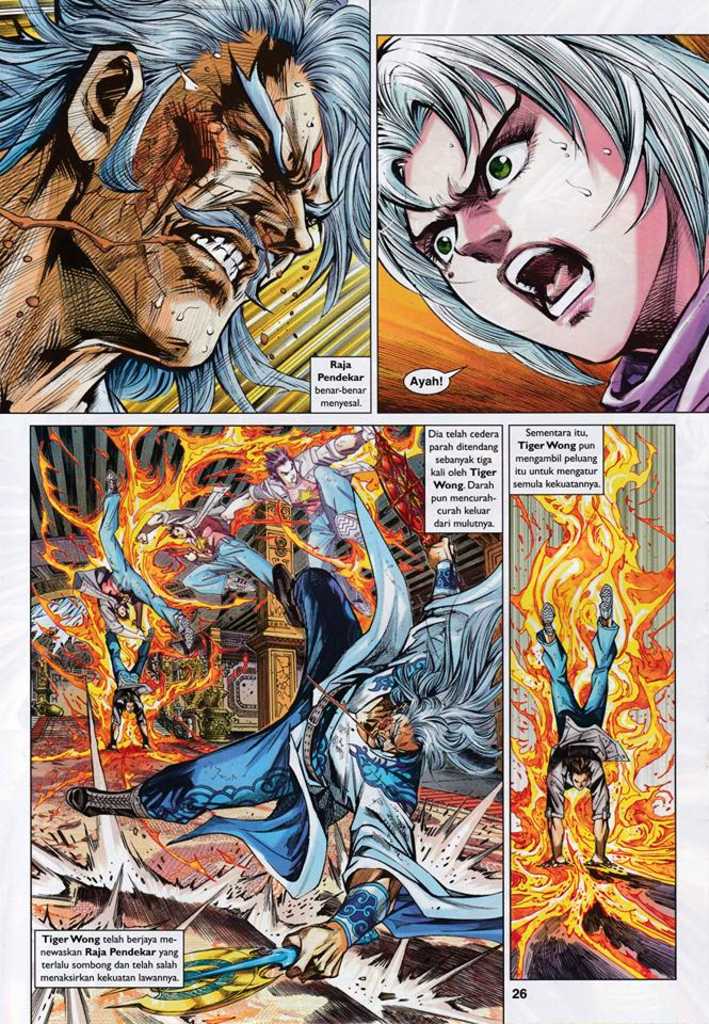 Raja
Pendekar
benar-benar
menyesal.
Ayah!
Dia telah cedera
parah ditendang
sebanyak tiga
kali oleh Tiger
Wong. Darah
pun mencurah-
curah keluar
dari mulutnya.
Sementara itu,
Tiger Wong pun
mengambil peluang
itu untuk mengatur
semula kekuatannya.
Tiger Wong telah berjaya me-
newaskan Raja Pendekar yang
terlalu sombong dan telah salah
menaksirkan kekuatan lawannya.
26